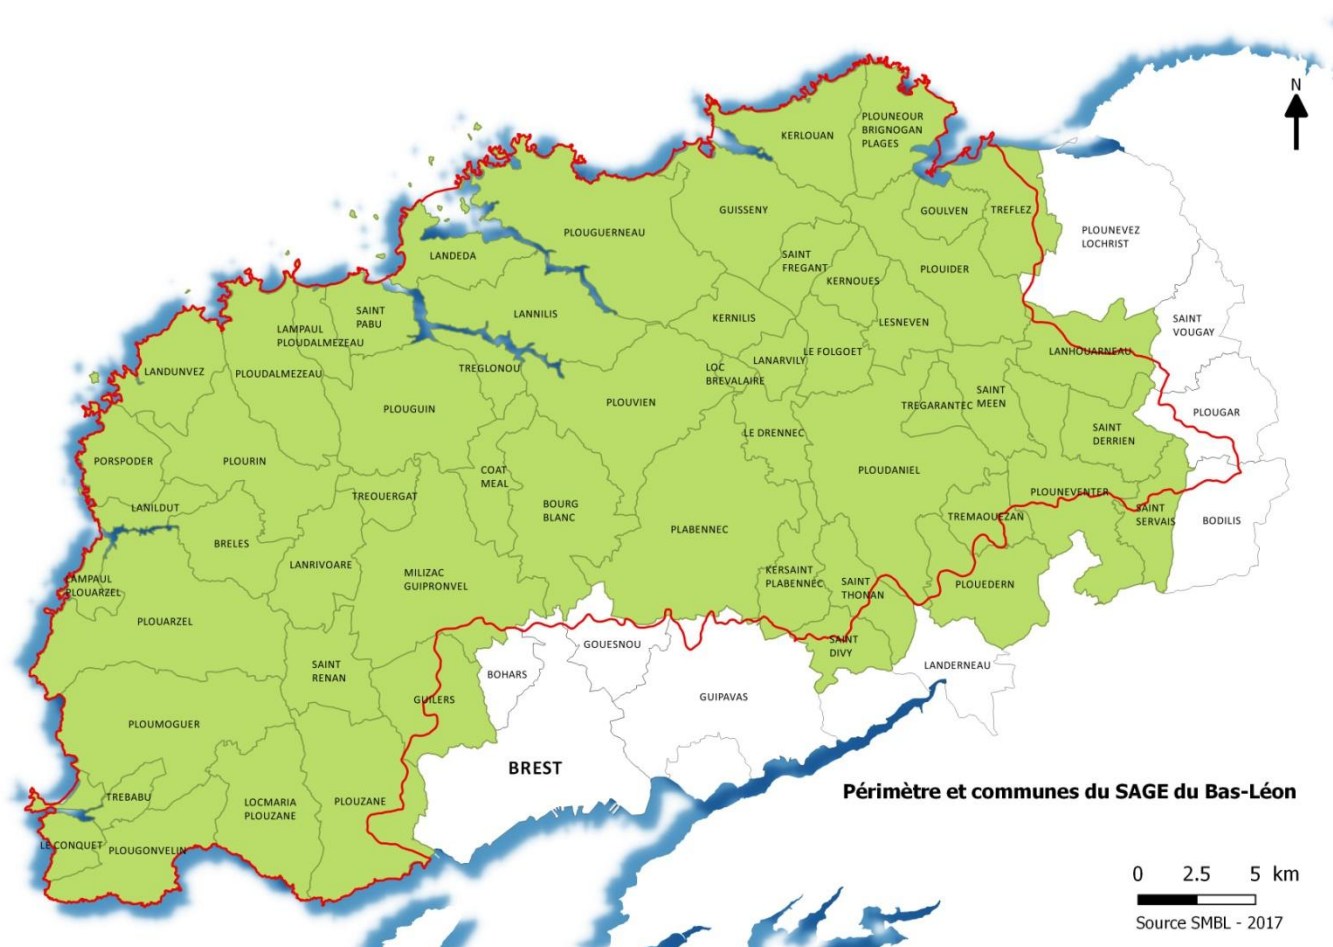 N
KERLOUAN
PLOUNEOUR
BRIGNOGAN
PLAGES
GUISSENY
GOULVEN
TREFLEZ
PLOUNEVEZ
LOCHRIST
PLOUGUERNEAU
LANDEDA
SAINT
FREGANT
KERNOUES
PLOUIDER
SAINT
PABU
LANNILIS
KERNILIS
LESNEVEN
SAINT
VOUGAY
LAMPAUL
PLOUDALMEZEAU
LANHOUARNEAU
LANDUNVEZ
PLOUDALMEZEAU
TREGLONOU
LOC
BREVALAIRE
LANARVILY
LE FOLGOET
PLOUGUIN
PLOUVIEN
TREGARANTEC
SAINT
MEEN
PLOUGAR
LE DRENNEC
SAINT
DERRIEN
PORSPODER
PLOURIN
COAT
MEAL
PLOUDANIEL
LANILDUT
TREOUERGAT
BOURG
BLANC
PLOUNEVENTER
SAINT
SERVAIS
BODILIS
BRELES
PLABENNEC
TREMAOUEZAN
LAMPAUL
PLOUARZEL
LANRIVOARE
MILIZAC
GUIPRONVEL
KERSAINT
PLABENNEC
SAINT
THONAN
PLOUEDERN
PLOUARZEL
SAINT
RENAN
GOUESNOU
SAINT
DIVY
LANDERNEAU
BOHARS
GUILERS
GUIPAVAS
PLOUMOGUER
BREST
TREBABU
LOCMARIA
PLOUZANE
PLOUZANE
LE CONQUET
PLOUGONVELIN
Périmètre et communes du SAGE du Bas-Léon
0 2.5 5 km
Source SMBL - 2017